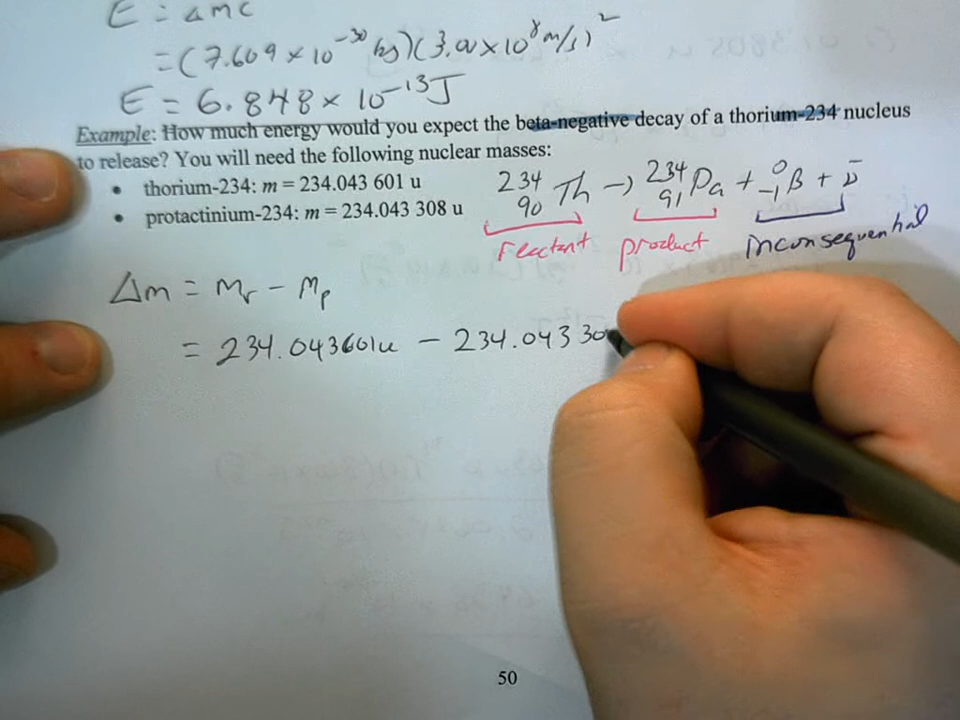 E = ΔmC
= (7.609 × 10⁻³⁰ kg)(3.00 × 10⁸ m/s)²
E = 6.848 × 10⁻¹³ J
Example: How much energy would you expect the beta-negative decay of a thorium-234 nucleus
to release? You will need the following nuclear masses:
• thorium-234: m = 234.043 601 u
• protactinium-234: m = 234.043 308 u
²³⁴₉₀Th → ²³⁴₉₁Pa + ⁰₋₁β + ν̄
reactant product inconsequential
Δm = mᵣ − mₚ
= 234.043601u − 234.043 30
50